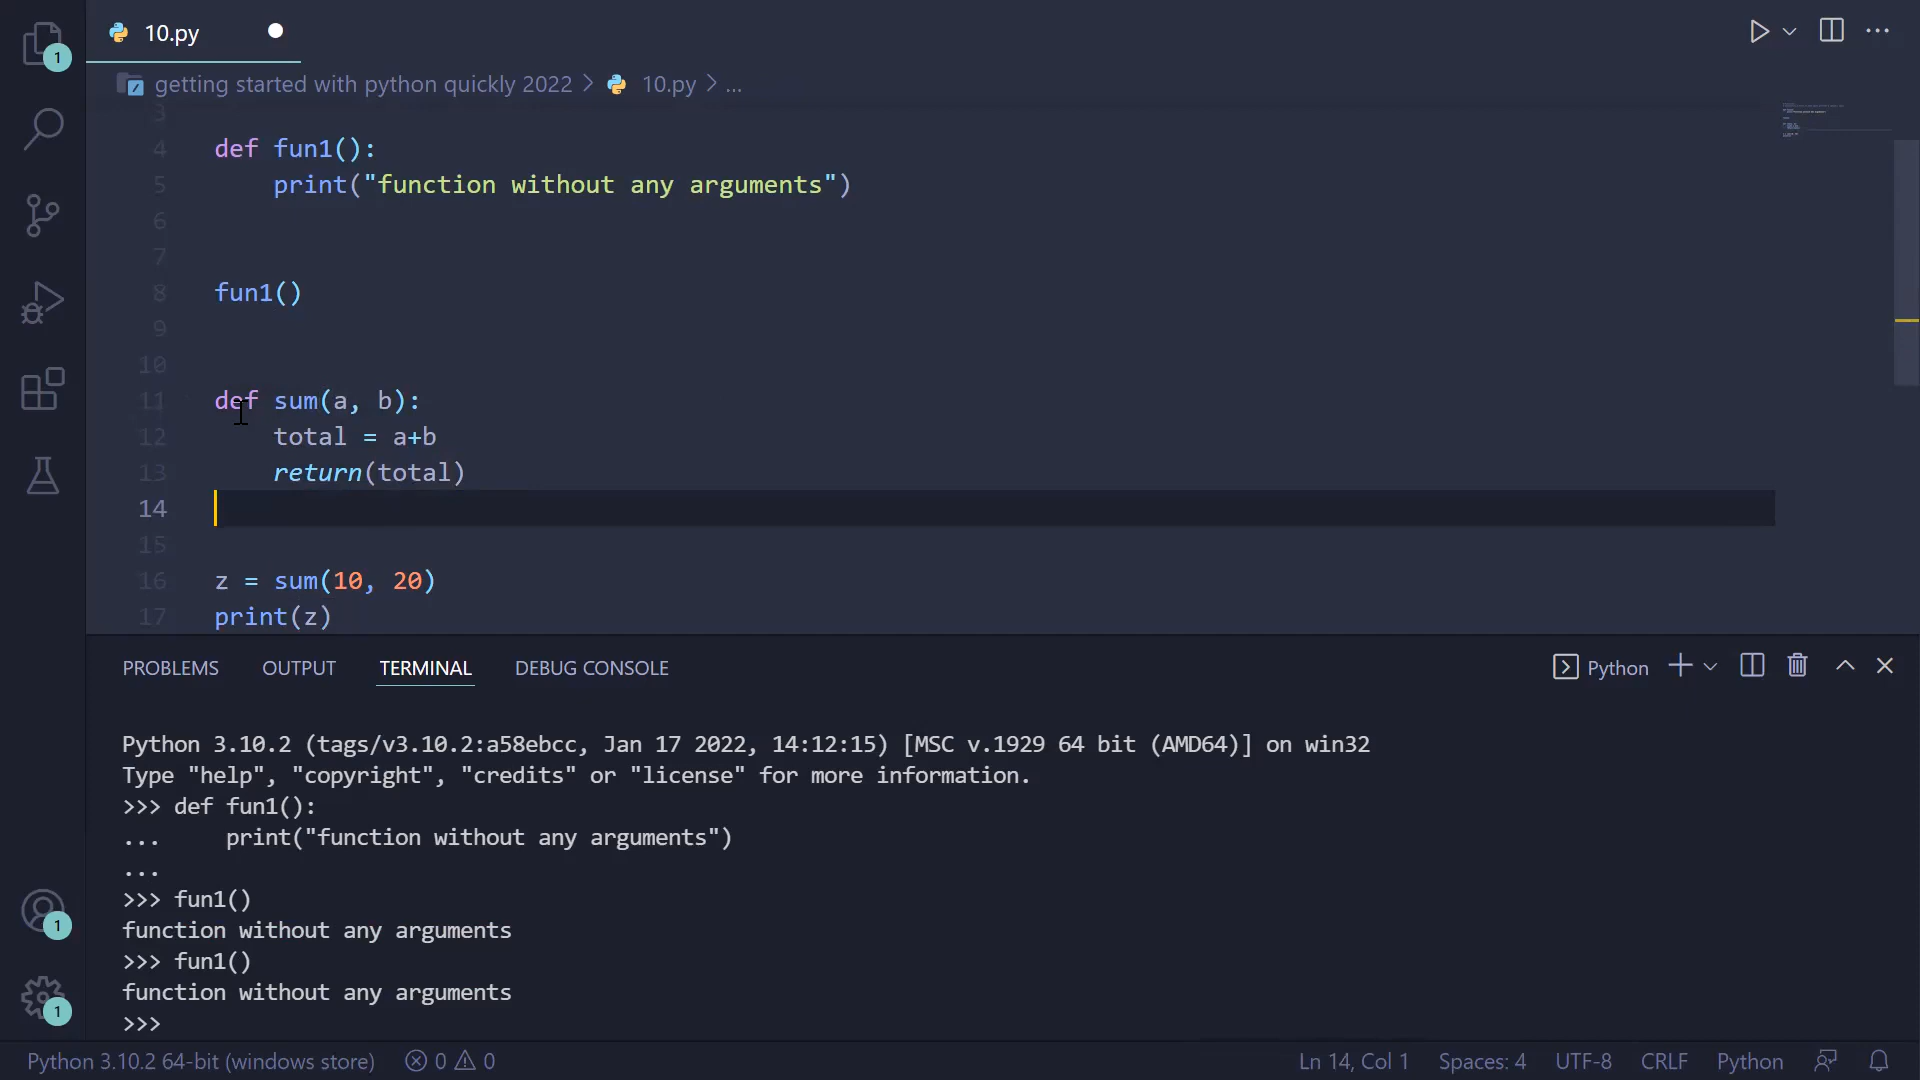 1
10.py
getting started with python quickly 2022 > 10.py > ...
3
4 def fun1():
5     print("function without any arguments")
6
7
8 fun1()
9
10
11 def sum(a, b):
12     total = a+b
13     return(total)
14
15
16 z = sum(10, 20)
17 print(z)
PROBLEMS OUTPUT TERMINAL DEBUG CONSOLE Python
Python 3.10.2 (tags/v3.10.2:a58ebcc, Jan 17 2022, 14:12:15) [MSC v.1929 64 bit (AMD64)] on win32
Type "help", "copyright", "credits" or "license" for more information.
>>> def fun1():
...     print("function without any arguments")
...
>>> fun1()
function without any arguments
>>> fun1()
function without any arguments
>>>
1
1
Python 3.10.2 64-bit (windows store) 0 0 Ln 14, Col 1 Spaces: 4 UTF-8 CRLF Python